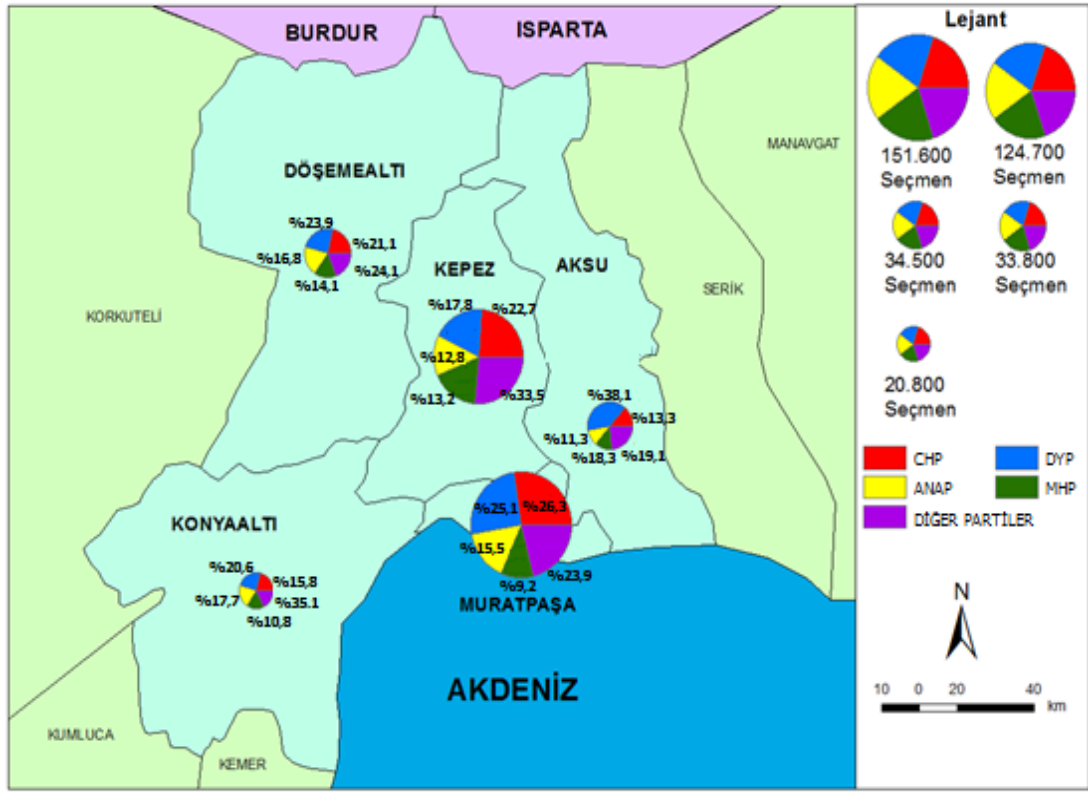 BURDUR
ISPARTA
MANAVGAT
DÖŞEMEALTI
%23,9
%21,1
%16,8
%24,1
%14,1
KEPEZ
AKSU
SERİK
KORKUTELİ
%17,8
%22,7
%12,8
%13,2
%33,5
%38,1
%13,3
%11,3
%18,3
%19,1
KONYAALTI
%25,1
%26,3
%15,5
%23,9
%9,2
MURATPAŞA
%20,6
%15,8
%17,7
%35.1
%10,8
AKDENİZ
KUMLUCA
KEMER
Lejant
151.600
Seçmen
124.700
Seçmen
34.500
Seçmen
33.800
Seçmen
20.800
Seçmen
CHP
DYP
ANAP
MHP
DİĞER PARTİLER
N
10 0 20 40
km